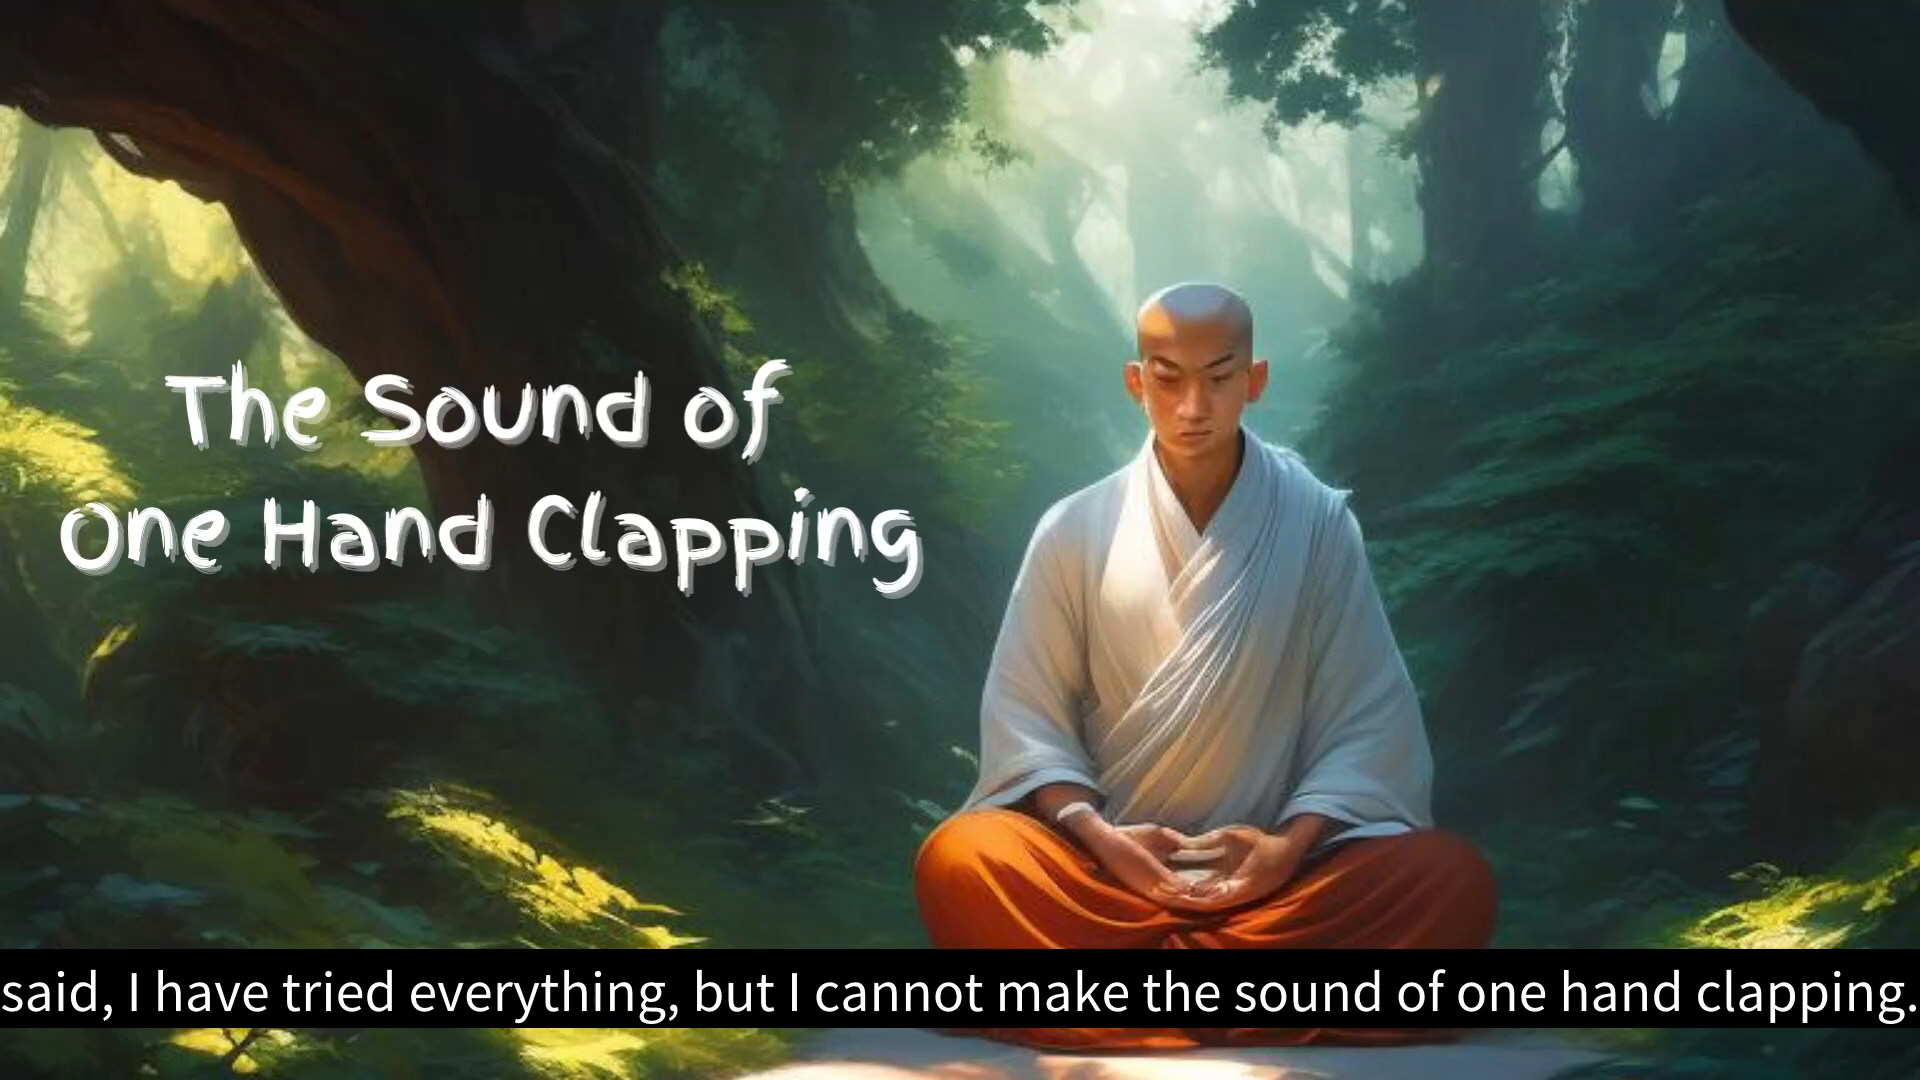 The Sound of
One Hand Clapping
said, I have tried everything, but I cannot make the sound of one hand clapping.